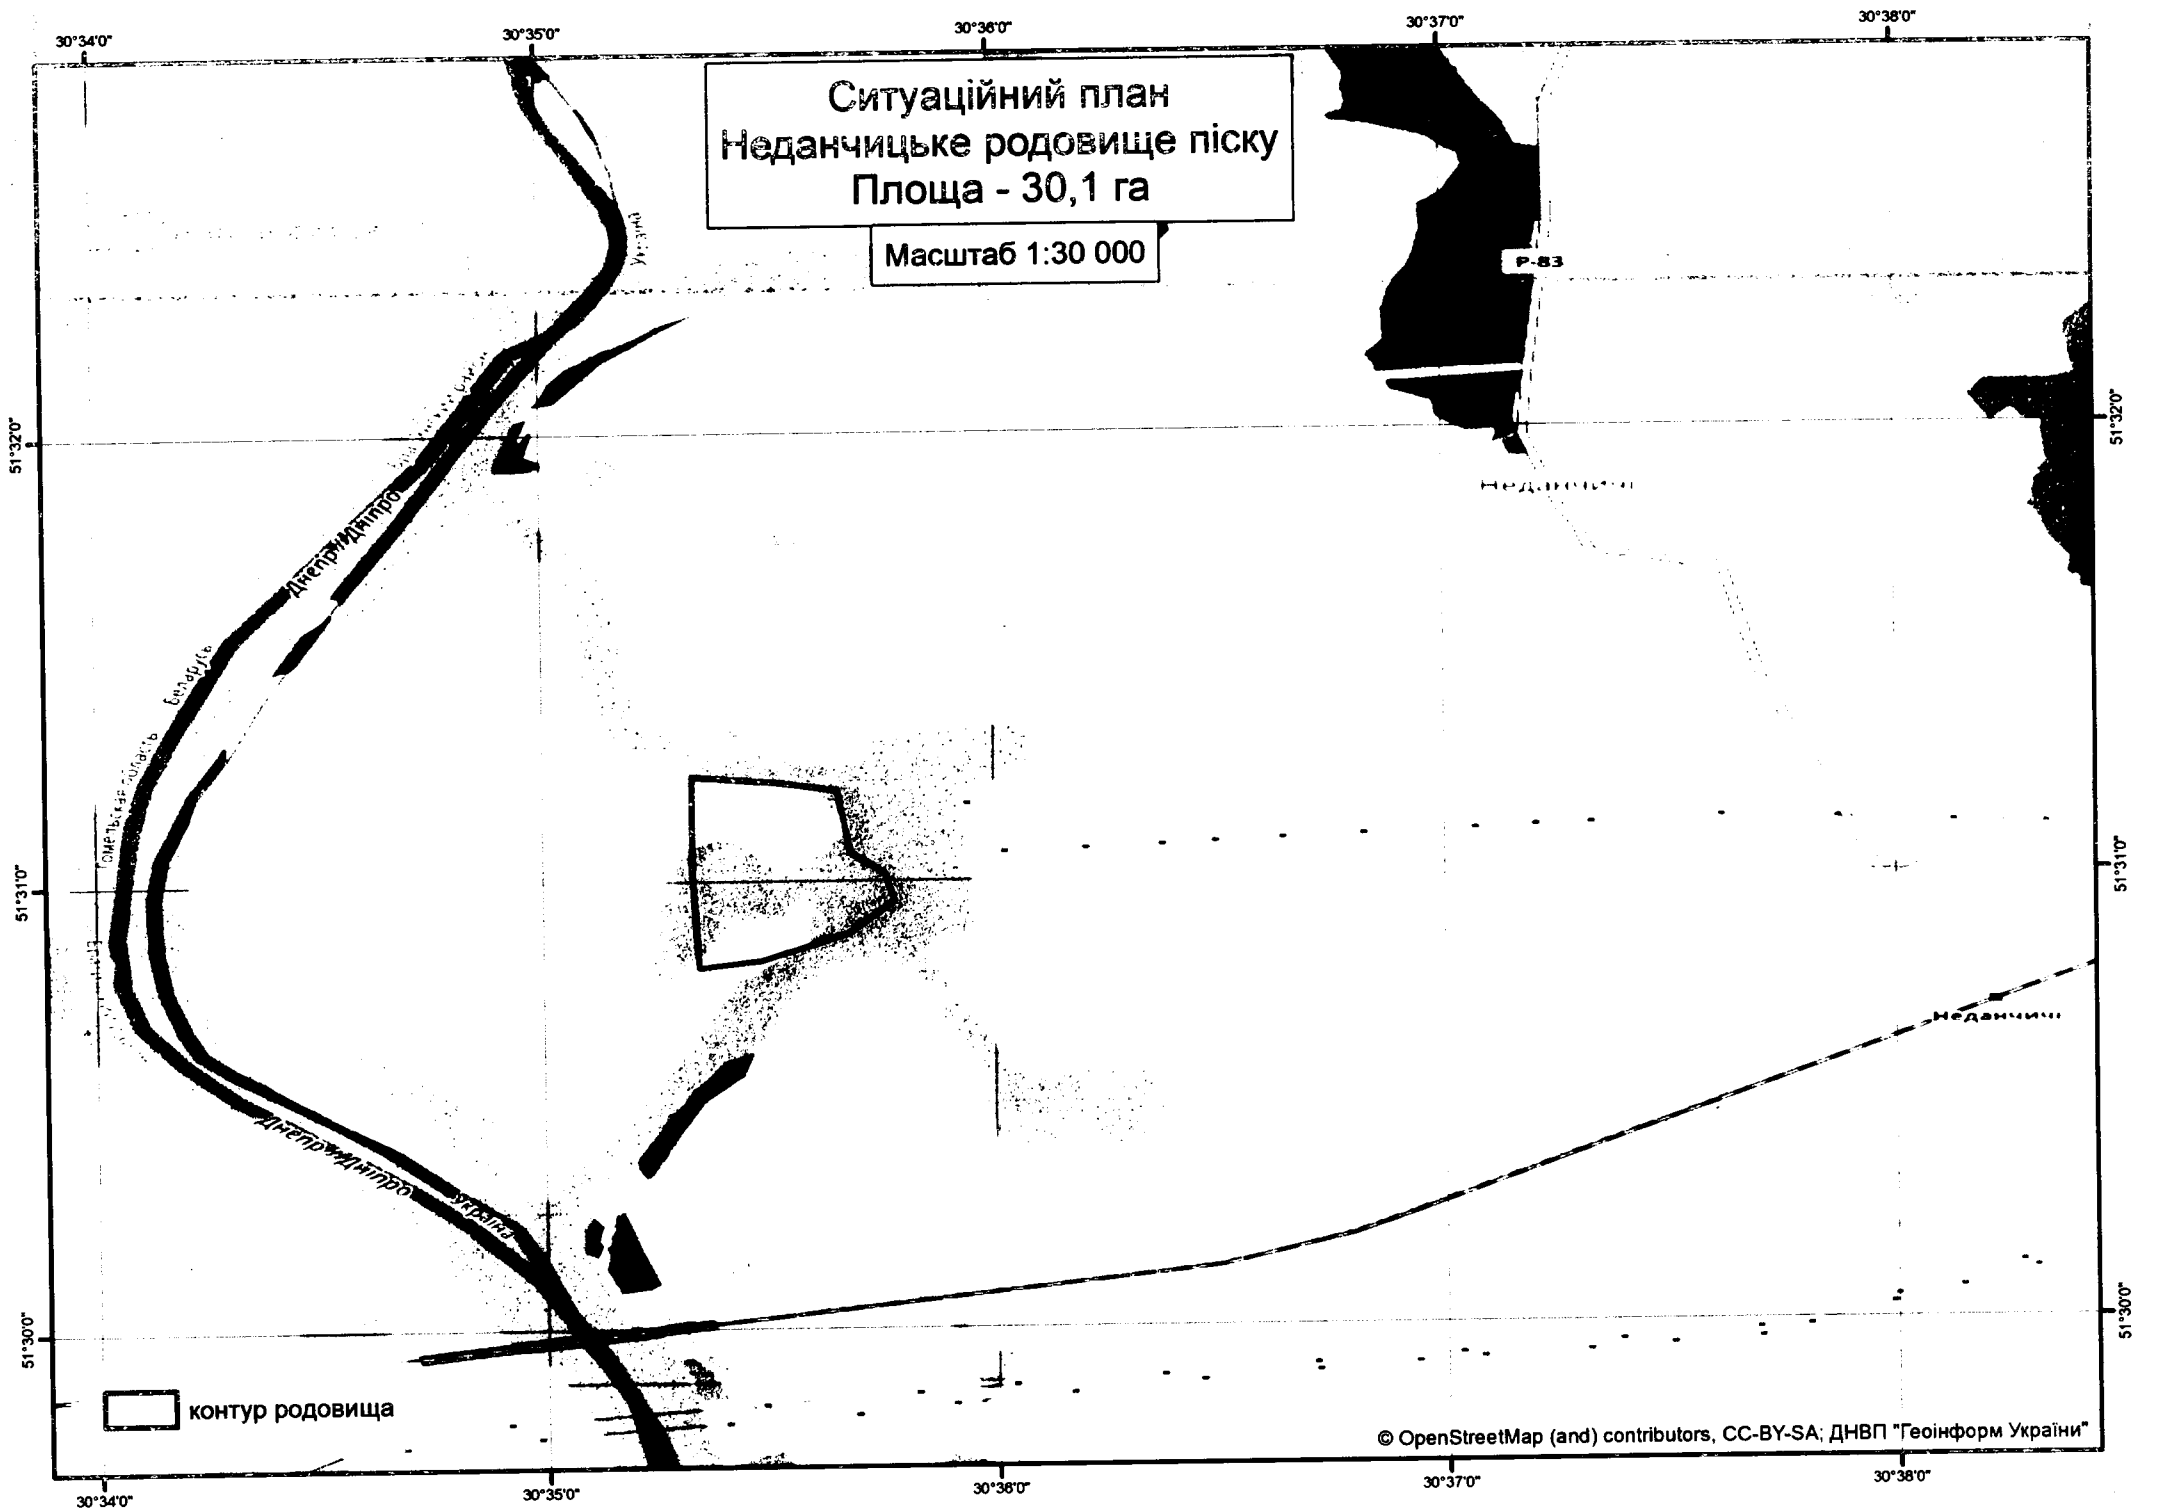 30°34'0"
30°35'0"
30°36'0"
30°37'0"
30°38'0"
Ситуаційний план
Неданчицьке родовище піску
Площа - 30,1 га
Масштаб 1:30 000
Україна
Р-83
51°32'0"
51°32'0"
Неданчичі
Днепр
Дніпро
Беларусь
Гомельская область
51°31'0"
51°31'0"
Неданчичі
Днепр
Дніпро
Україна
51°30'0"
51°30'0"
контур родовища
© OpenStreetMap (and) contributors, CC-BY-SA; ДНВП "Геоінформ України"
30°34'0"
30°35'0"
30°36'0"
30°37'0"
30°38'0"